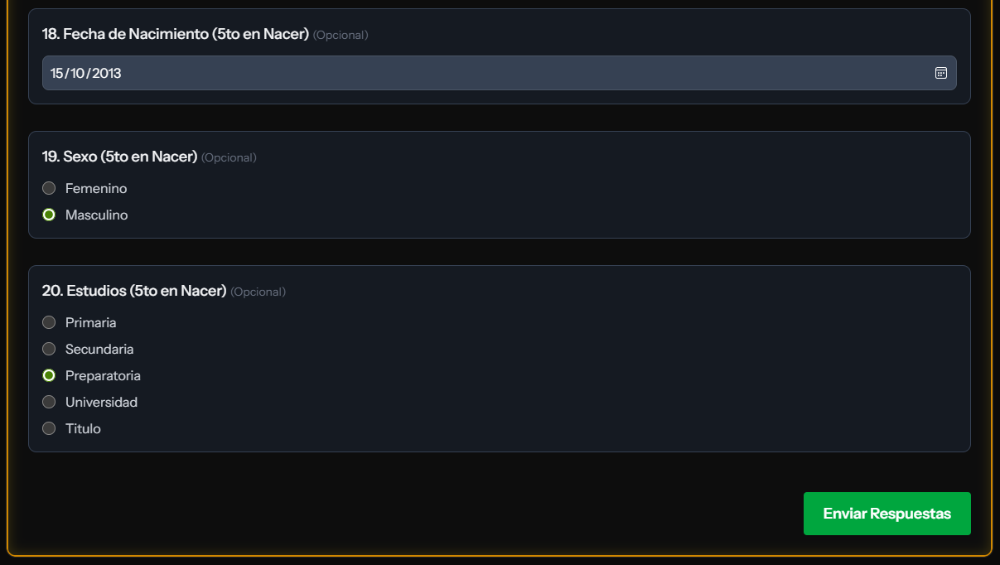 18. Fecha de Nacimiento (5to en Nacer) (Opcional)
15/10/2013
19. Sexo (5to en Nacer) (Opcional)
Femenino
Masculino
20. Estudios (5to en Nacer) (Opcional)
Primaria
Secundaria
Preparatoria
Universidad
Titulo
Enviar Respuestas